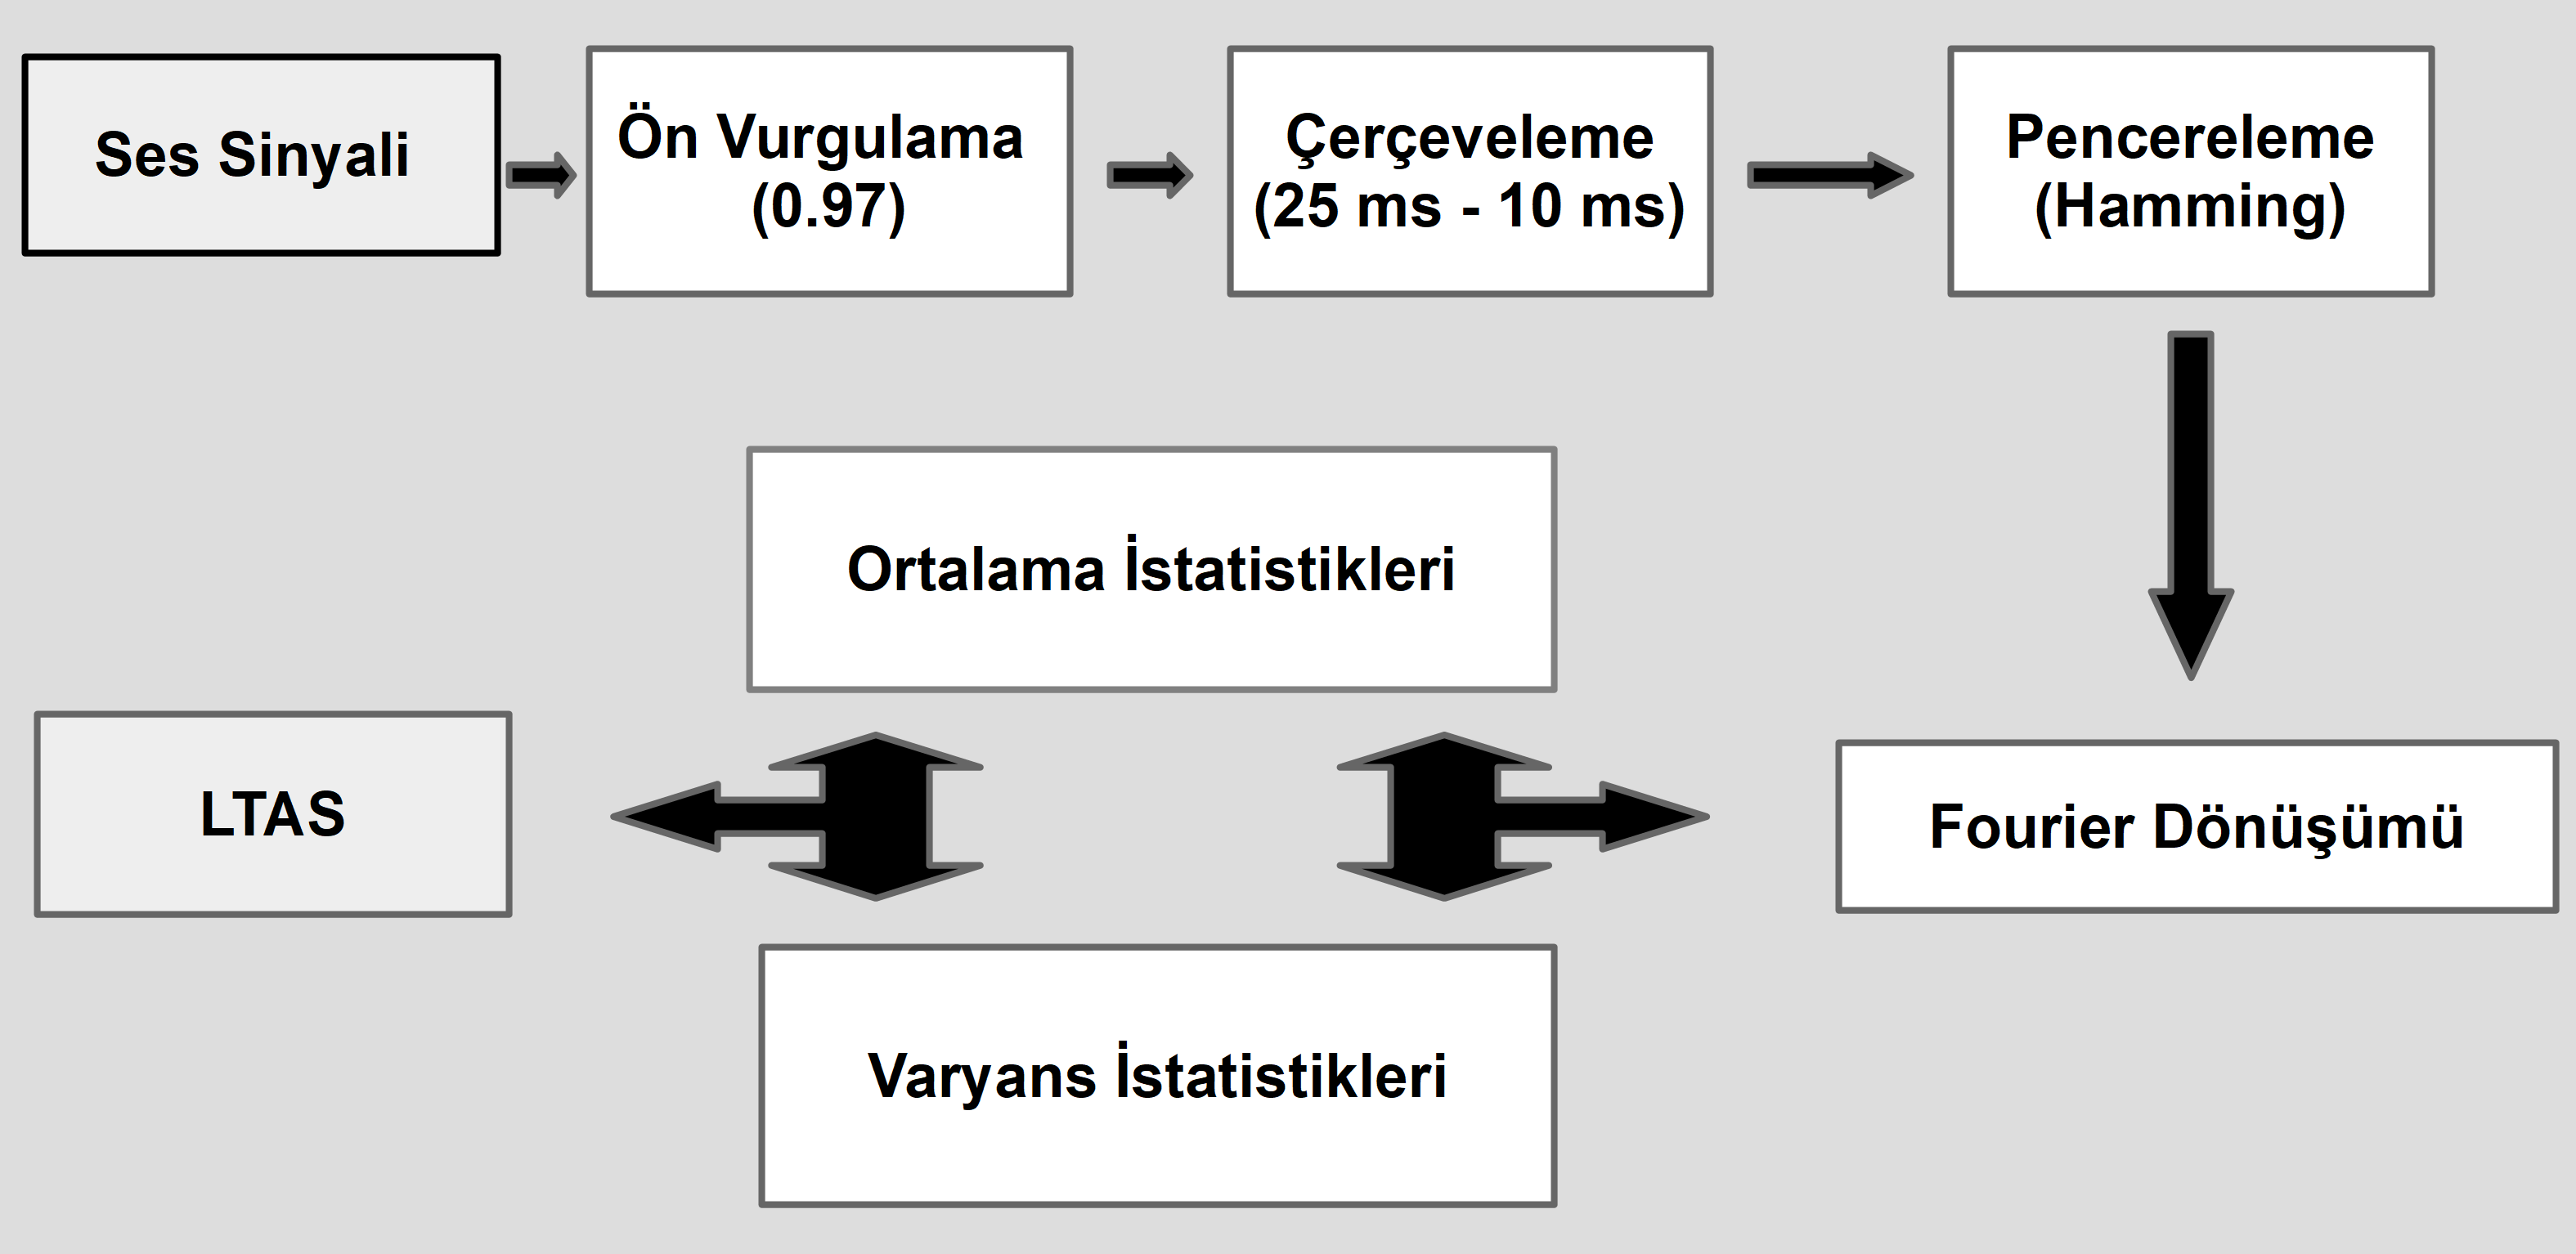 Ses Sinyali
Ön Vurgulama
(0.97)
Çerçeveleme
(25 ms - 10 ms)
Pencereleme
(Hamming)
Ortalama İstatistikleri
LTAS
Fourier Dönüşümü
Varyans İstatistikleri